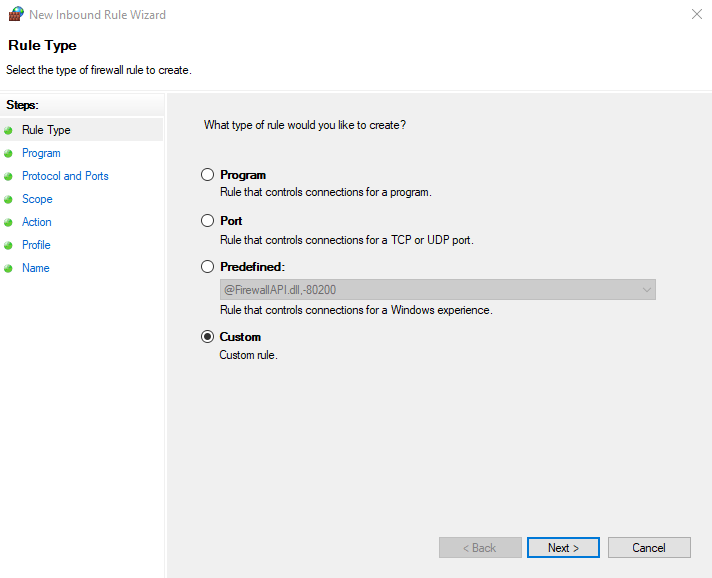 New Inbound Rule Wizard
Rule Type
Select the type of firewall rule to create.
Steps:
Rule Type
Program
Protocol and Ports
Scope
Action
Profile
Name
What type of rule would you like to create?
Program
Rule that controls connections for a program.
Port
Rule that controls connections for a TCP or UDP port.
Predefined:
@FirewallAPI.dll,-80200
Rule that controls connections for a Windows experience.
Custom
Custom rule.
< Back Next > Cancel